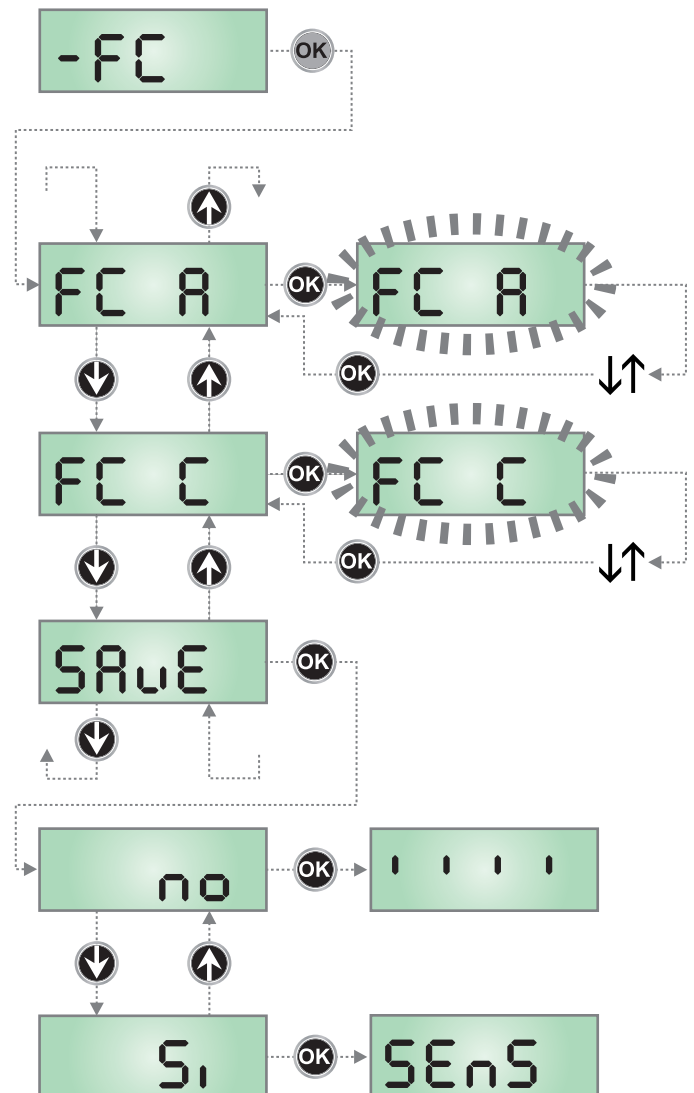 -FC OK
FC A OK FC A
OK ↓↑
FC C OK FC C
OK ↓↑
SAvE OK
no OK ı ı ı ı
Si OK SEnS